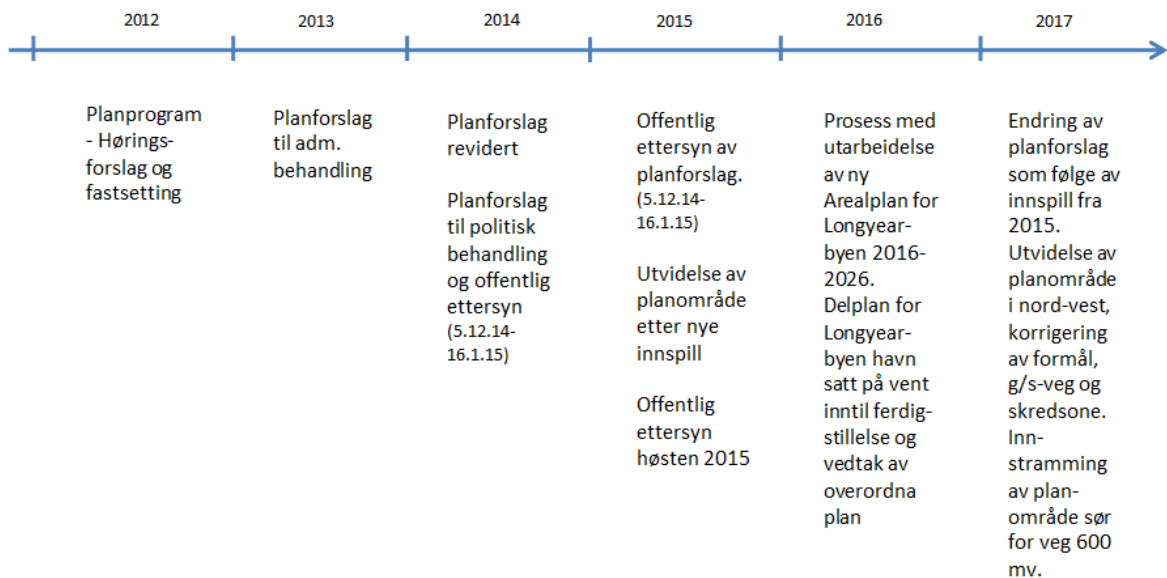 2012
2013
2014
2015
2016
2017
Planprogram
- Hørings-
forslag og
fastsetting
Planforslag
til adm.
behandling
Planforslag
revidert
Planforslag
til politisk
behandling
og offentlig
ettersyn
(5.12.14-
16.1.15)
Offentlig
ettersyn av
planforslag.
(5.12.14-
16.1.15)
Utvidelse av
planområde
etter nye
innspill
Offentlig
ettersyn
høsten 2015
Prosess med
utarbeidelse
av ny
Arealplan for
Longyear-
byen 2016-
2026.
Delplan for
Longyear-
byen havn
satt på vent
inntil ferdig-
stillelse og
vedtak av
overordna
plan
Endring av
planforslag
som følge av
innspill fra
2015.
Utvidelse av
planområde
i nord-vest,
korrigering
av formål,
g/s-veg og
skredsone.
Inn-
stramming
av plan-
område sør
for veg 600
mv.